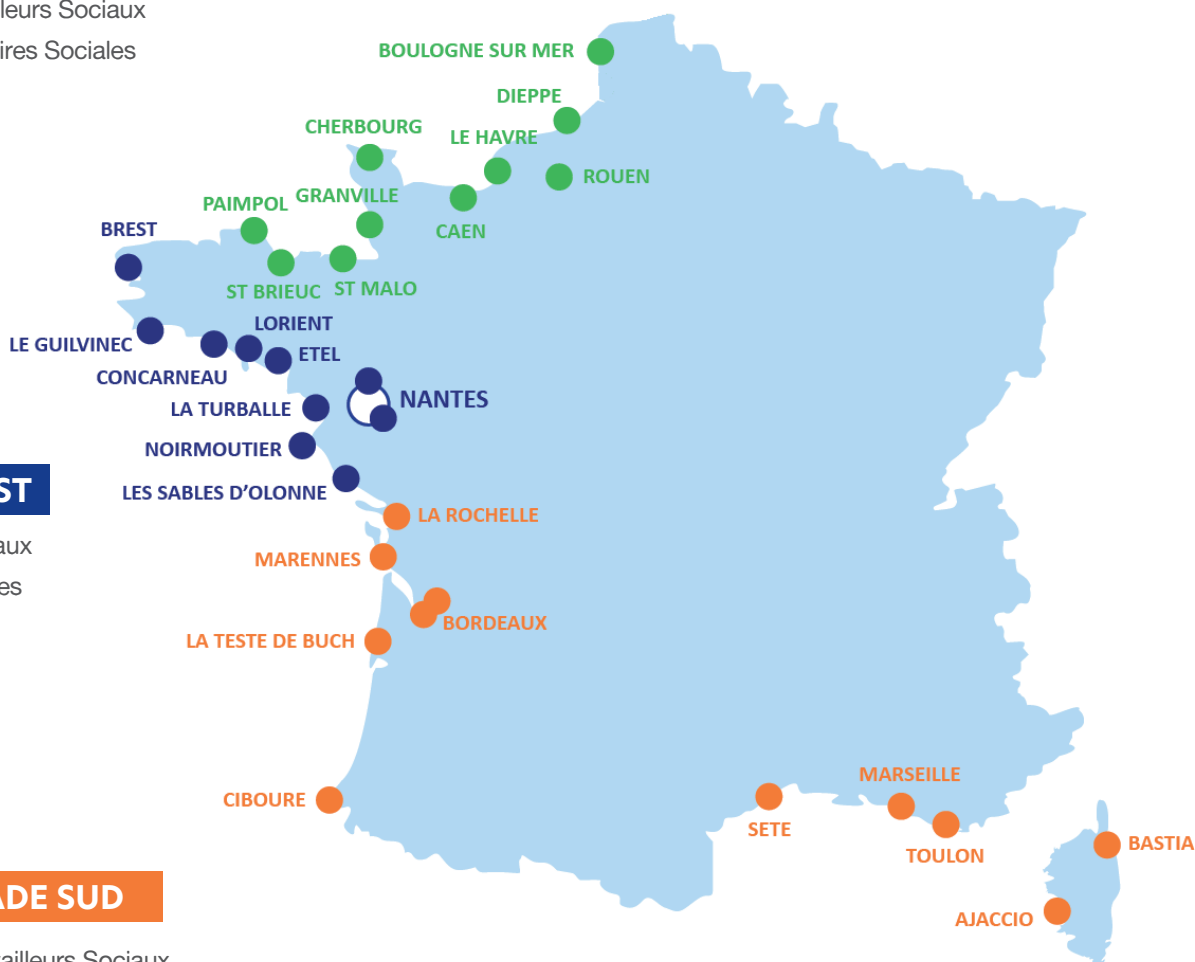 lleurs Sociaux
ires Sociales
BOULOGNE SUR MER
DIEPPE
CHERBOURG
LE HAVRE
ROUEN
GRANVILLE
PAIMPOL
BREST
CAEN
ST BRIEUC
ST MALO
LORIENT
LE GUILVINEC
ETEL
CONCARNEAU
NANTES
LA TURBALLE
NOIRMOUTIER
ST
LES SABLES D’OLONNE
LA ROCHELLE
aux
MARENNES
es
BORDEAUX
LA TESTE DE BUCH
MARSEILLE
CIBOURE
SETE
BASTIA
TOULON
ADE SUD
AJACCIO
ailleurs Sociaux